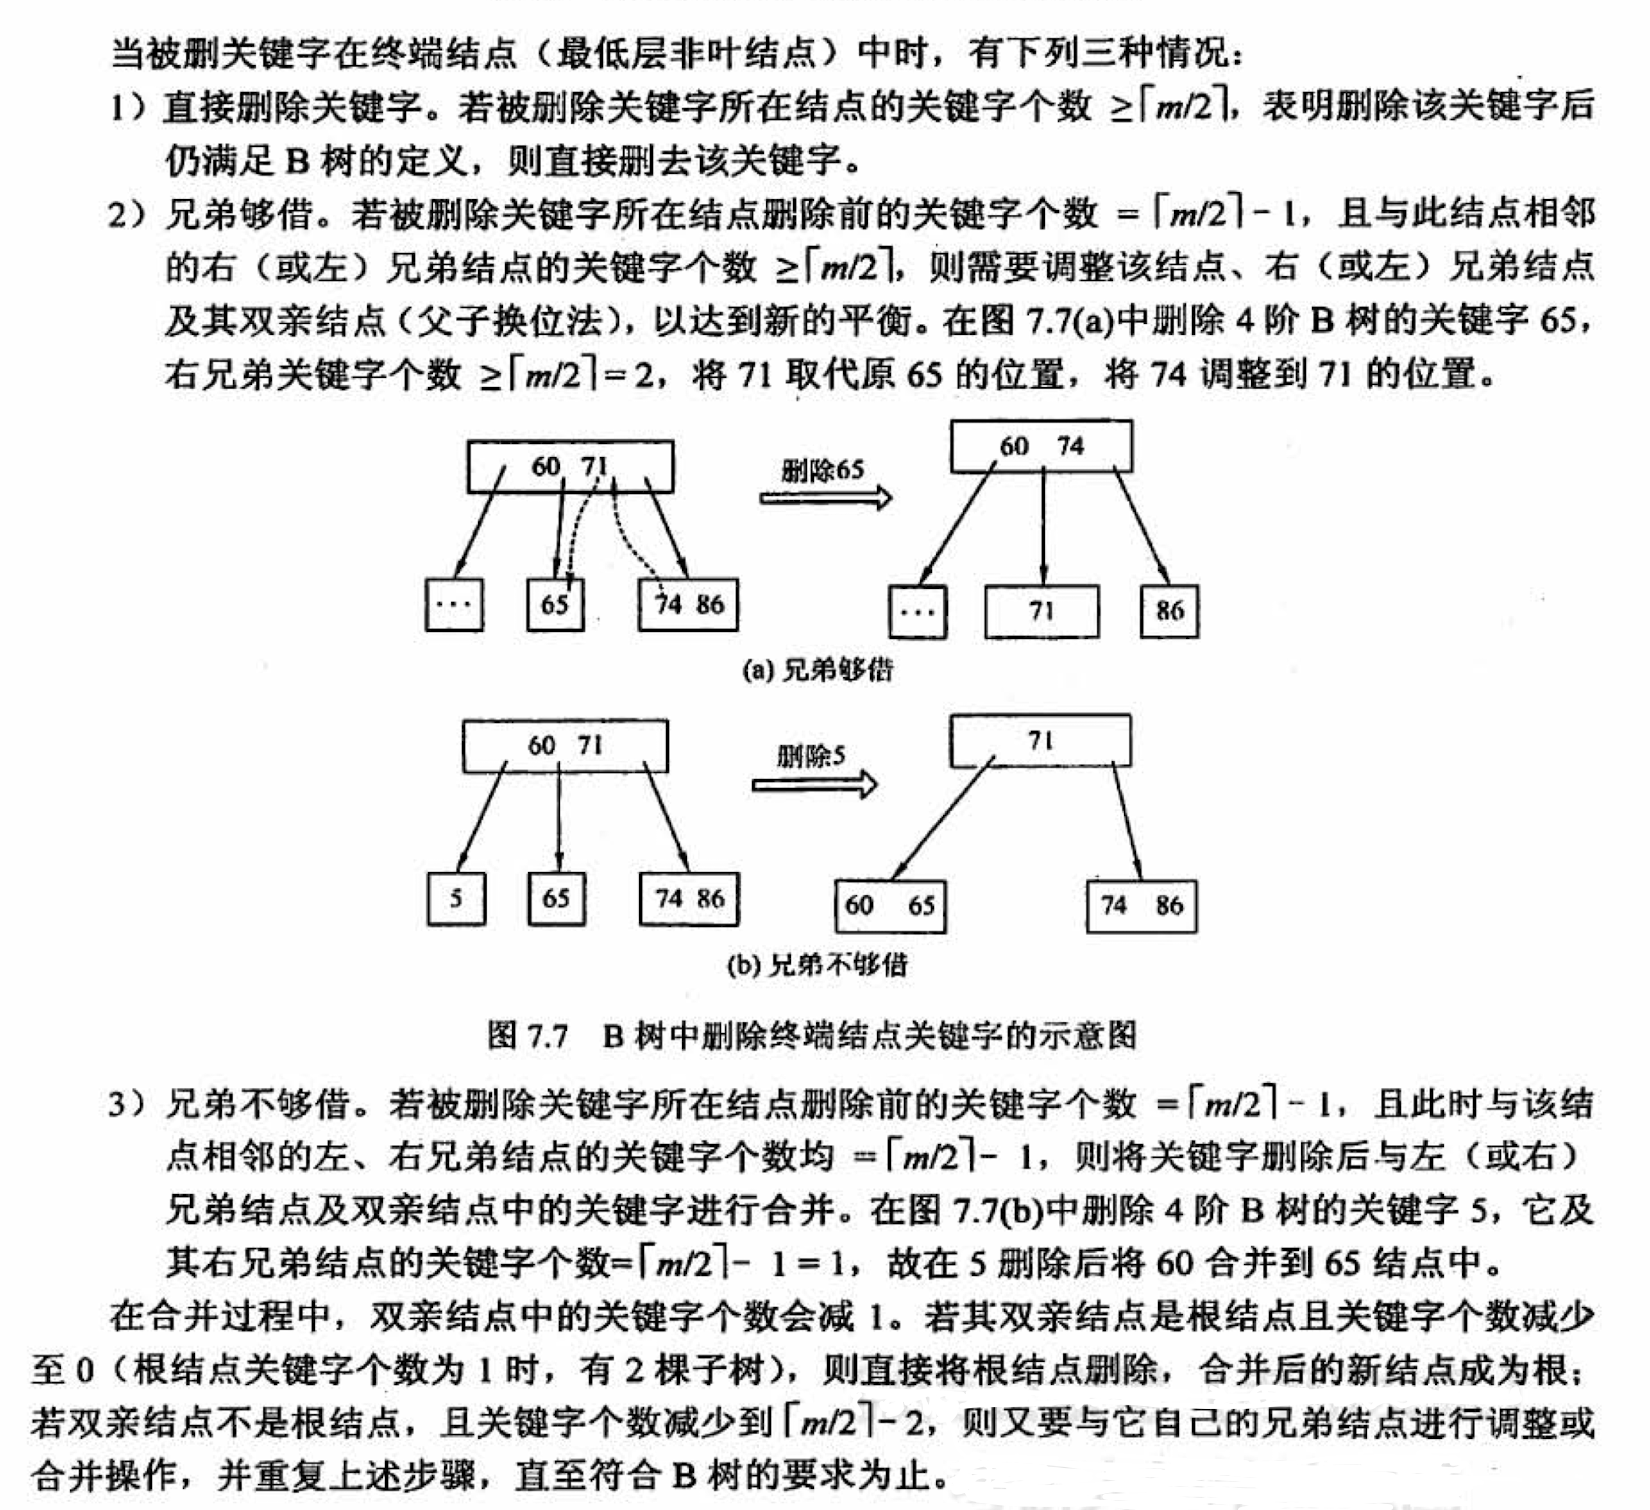 当被删关键字在终端结点（最低层非叶结点）中时，有下列三种情况：
1）直接删除关键字。若被删除关键字所在结点的关键字个数 ≥⌈m/2⌉，表明删除该关键字后
仍满足 B 树的定义，则直接删去该关键字。
2）兄弟够借。若被删除关键字所在结点删除前的关键字个数 = ⌈m/2⌉ − 1，且与此结点相邻
的右（或左）兄弟结点的关键字个数 ≥⌈m/2⌉，则需要调整该结点、右（或左）兄弟结点
及其双亲结点（父子换位法），以达到新的平衡。在图 7.7(a)中删除 4 阶 B 树的关键字 65，
右兄弟关键字个数 ≥⌈m/2⌉ = 2，将 71 取代原 65 的位置，将 74 调整到 71 的位置。
60 71
删除65
60 74
…
65
74 86
…
71
86
(a) 兄弟够借
60 71
删除5
71
5
65
74 86
60 65
74 86
(b) 兄弟不够借
图 7.7 B 树中删除终端结点关键字的示意图
3）兄弟不够借。若被删除关键字所在结点删除前的关键字个数 =⌈m/2⌉ − 1，且此时与该结
点相邻的左、右兄弟结点的关键字个数均 =⌈m/2⌉− 1，则将关键字删除后与左（或右）
兄弟结点及双亲结点中的关键字进行合并。在图 7.7(b)中删除 4 阶 B 树的关键字 5，它及
其右兄弟结点的关键字个数=⌈m/2⌉− 1 = 1，故在 5 删除后将 60 合并到 65 结点中。
在合并过程中，双亲结点中的关键字个数会减 1。若其双亲结点是根结点且关键字个数减少
至 0（根结点关键字个数为 1 时，有 2 棵子树），则直接将根结点删除，合并后的新结点成为根；
若双亲结点不是根结点，且关键字个数减少到⌈m/2⌉− 2，则又要与它自己的兄弟结点进行调整或
合并操作，并重复上述步骤，直至符合 B 树的要求为止。